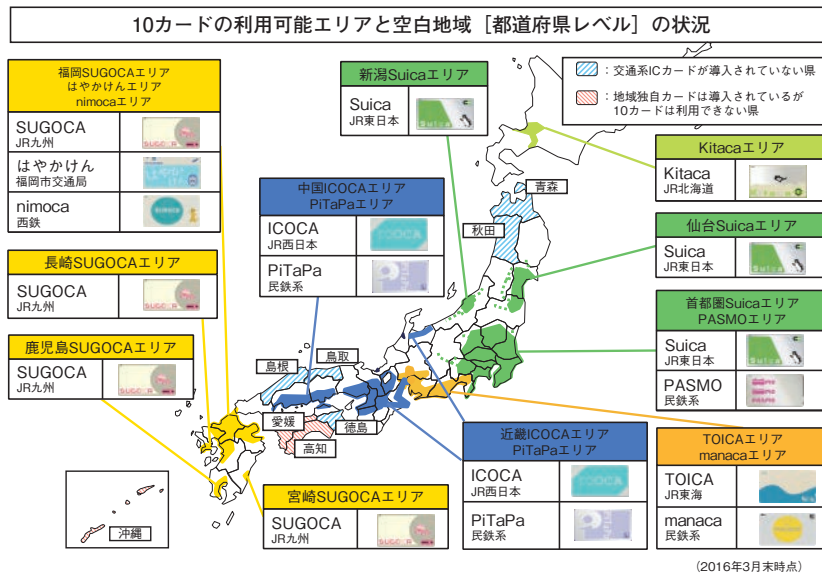 10カードの利用可能エリアと空白地域［都道府県レベル］の状況
福岡SUGOCAエリア
はやかけんエリア
nimocaエリア
SUGOCA
JR九州
はやかけん
福岡市交通局
nimoca
西鉄
長崎SUGOCAエリア
SUGOCA
JR九州
鹿児島SUGOCAエリア
SUGOCA
JR九州
沖縄
宮崎SUGOCAエリア
SUGOCA
JR九州
中国ICOCAエリア
PiTaPaエリア
ICOCA
JR西日本
PiTaPa
民鉄系
新潟Suicaエリア
Suica
JR東日本
：交通系ICカードが導入されていない県
：地域独自カードは導入されているが
10カードは利用できない県
Kitacaエリア
Kitaca
JR北海道
仙台Suicaエリア
Suica
JR東日本
首都圏Suicaエリア
PASMOエリア
Suica
JR東日本
PASMO
民鉄系
TOICAエリア
manacaエリア
TOICA
JR東海
manaca
民鉄系
近畿ICOCAエリア
PiTaPaエリア
ICOCA
JR西日本
PiTaPa
民鉄系
青森
秋田
鳥取
島根
愛媛
徳島
高知
（2016年3月末時点）